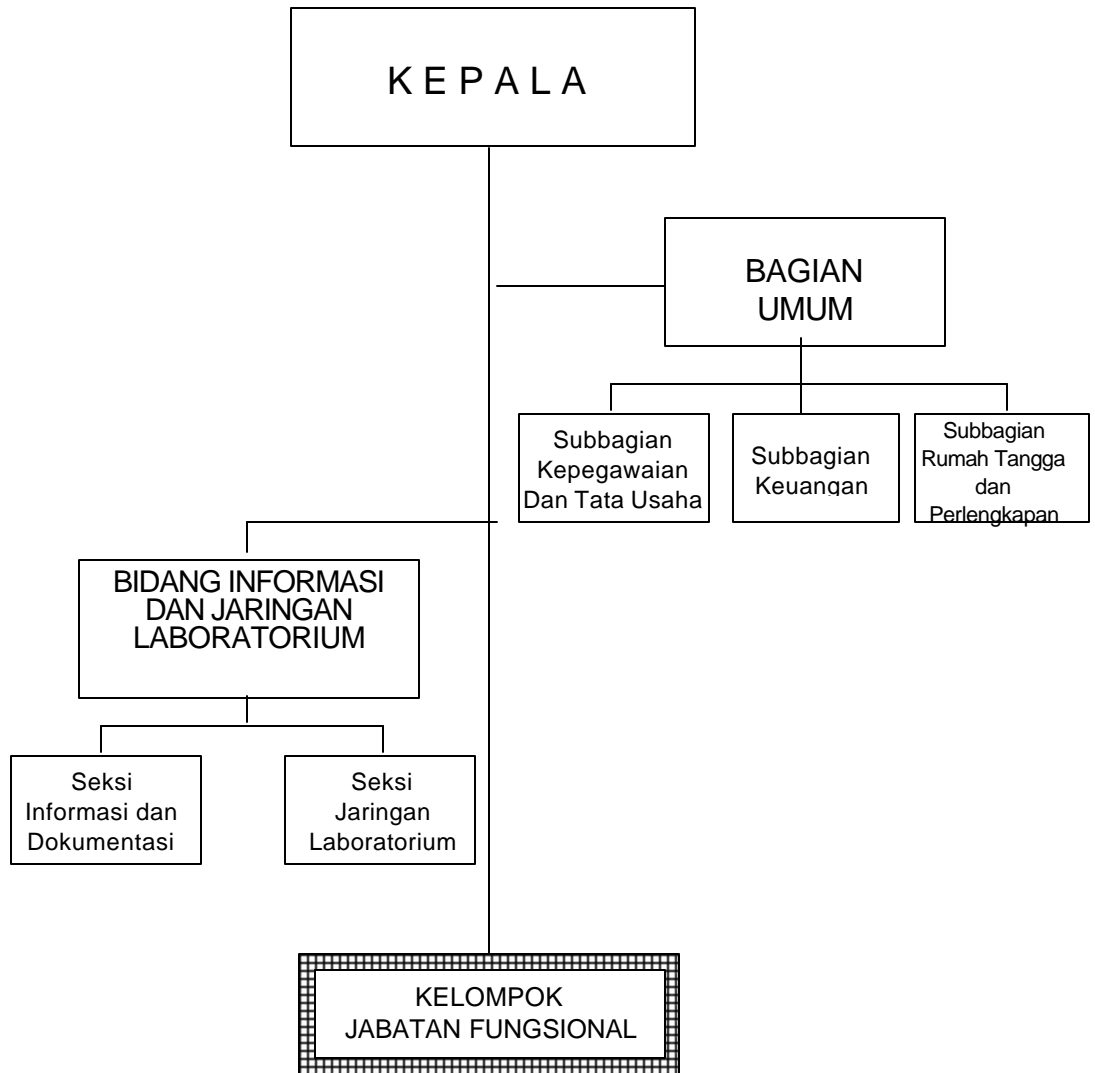 K E P A L A
BAGIAN
UMUM
Subbagian
Kepegawaian
Dan Tata Usaha
Subbagian
Keuangan
Subbagian
Rumah Tangga
dan
Perlengkapan
BIDANG INFORMASI
DAN JARINGAN
LABORATORIUM
Seksi
Informasi dan
Dokumentasi
Seksi
Jaringan
Laboratorium
KELOMPOK
JABATAN FUNGSIONAL